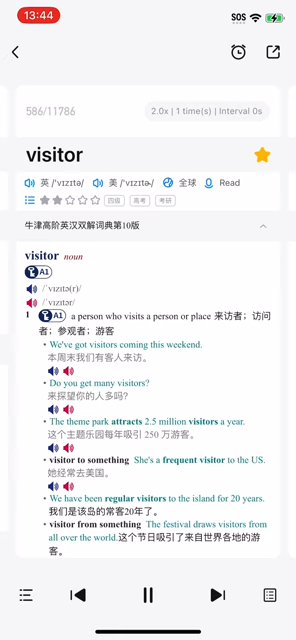 13:44
SOS
586/11786
2.0x | 1 time(s) | Interval 0s
visitor
英 /ˈvɪzɪtə/ 美 /ˈvɪzɪtɚ/ 全球 Read
四级 高考 考研
牛津高阶英汉双解词典第10版
visitor noun
A1
/ˈvɪzɪtə(r)/
/ˈvɪzɪtər/
1 A1 a person who visits a person or place 来访者；访问
者；参观者；游客
• We've got visitors coming this weekend.
本周末我们有客人来访。
• Do you get many visitors?
来探望你的人多吗?
• The theme park attracts 2.5 million visitors a year.
这个主题乐园每年吸引 250 万游客。
• visitor to something She's a frequent visitor to the US.
她经常去美国。
• We have been regular visitors to the island for 20 years.
我们是该岛的常客20年了。
• visitor from something The festival draws visitors from
all over the world.这个节日吸引了来自世界各地的游
客。